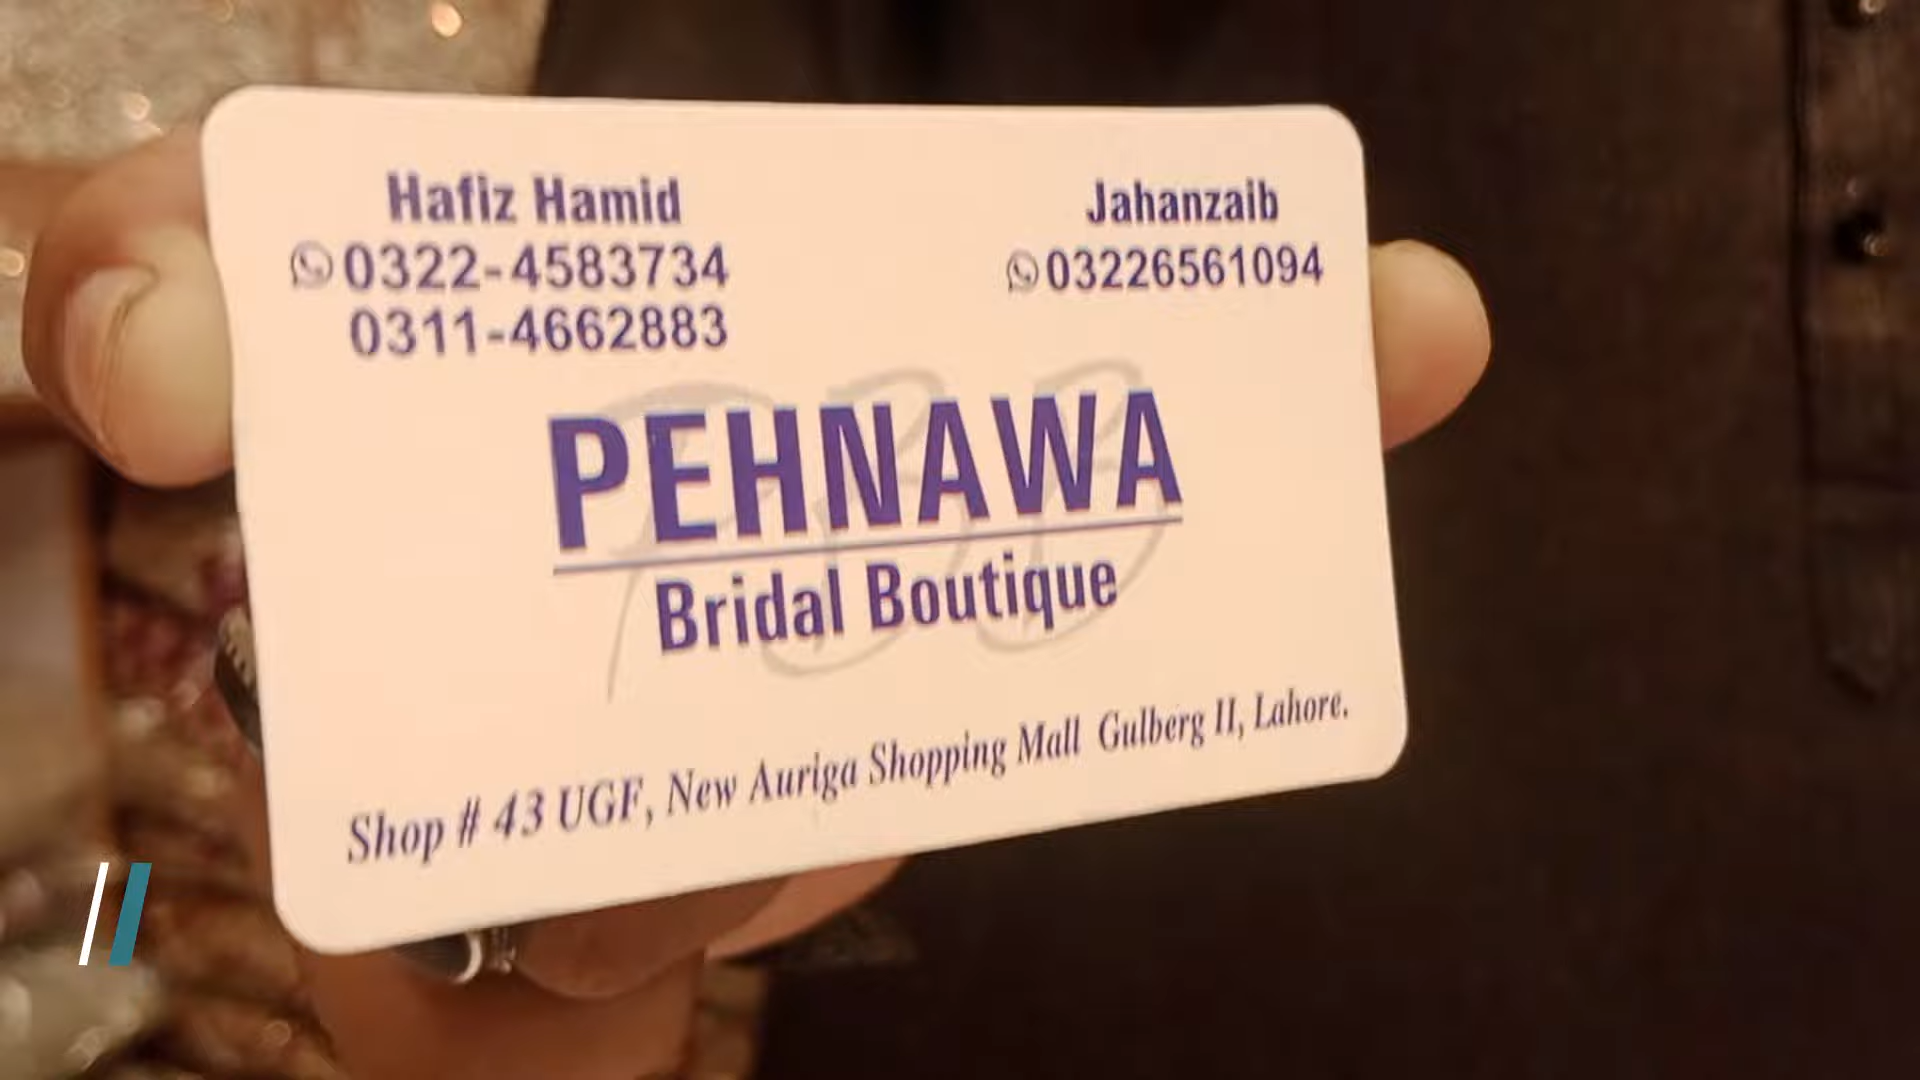 Hafiz Hamid
0322-4583734
0311-4662883
Jahanzaib
03226561094
PBB
PEHNAWA
Bridal Boutique
Shop # 43 UGF, New Auriga Shopping Mall Gulberg II, Lahore.